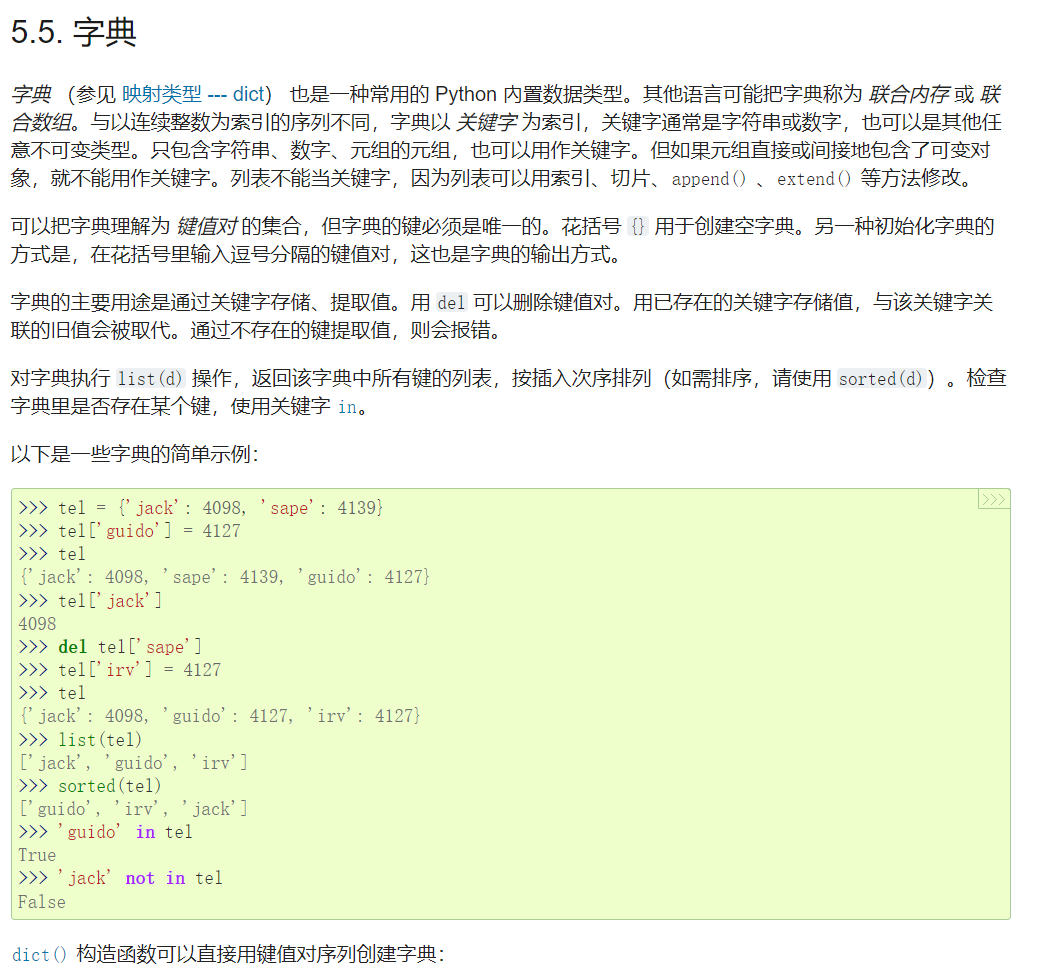 5.5. 字典
字典 （参见 映射类型 --- dict） 也是一种常用的 Python 内置数据类型。其他语言可能把字典称为 联合内存 或 联
合数组。与以连续整数为索引的序列不同，字典以 关键字 为索引，关键字通常是字符串或数字，也可以是其他任
意不可变类型。只包含字符串、数字、元组的元组，也可以用作关键字。但如果元组直接或间接地包含了可变对
象，就不能用作关键字。列表不能当关键字，因为列表可以用索引、切片、append() 、extend() 等方法修改。
可以把字典理解为 键值对 的集合，但字典的键必须是唯一的。花括号 {} 用于创建空字典。另一种初始化字典的
方式是，在花括号里输入逗号分隔的键值对，这也是字典的输出方式。
字典的主要用途是通过关键字存储、提取值。用 del 可以删除键值对。用已存在的关键字存储值，与该关键字关
联的旧值会被取代。通过不存在的键提取值，则会报错。
对字典执行 list(d) 操作，返回该字典中所有键的列表，按插入次序排列（如需排序，请使用 sorted(d)）。检查
字典里是否存在某个键，使用关键字 in。
以下是一些字典的简单示例：
>>>
>>> tel = {'jack': 4098, 'sape': 4139}
>>> tel['guido'] = 4127
>>> tel
{'jack': 4098, 'sape': 4139, 'guido': 4127}
>>> tel['jack']
4098
>>> del tel['sape']
>>> tel['irv'] = 4127
>>> tel
{'jack': 4098, 'guido': 4127, 'irv': 4127}
>>> list(tel)
['jack', 'guido', 'irv']
>>> sorted(tel)
['guido', 'irv', 'jack']
>>> 'guido' in tel
True
>>> 'jack' not in tel
False
dict() 构造函数可以直接用键值对序列创建字典：